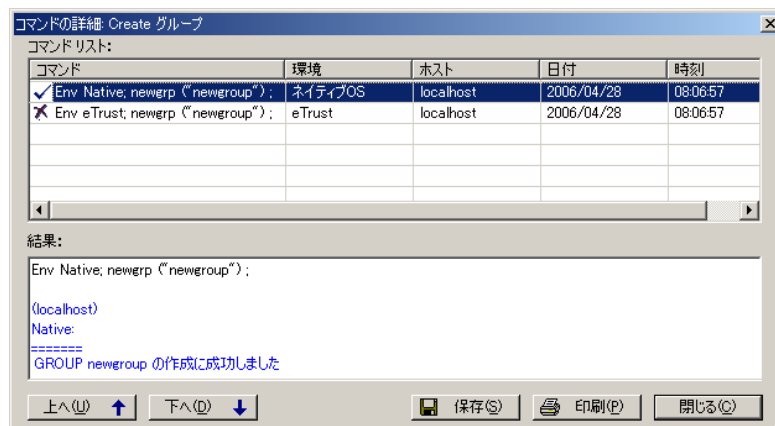 コマンドの詳細: Create グループ
コマンド リスト:
コマンド 環境 ホスト 日付 時刻
Env Native; newgrp ("newgroup") ; ネイティブOS localhost 2006/04/28 08:06:57
Env eTrust; newgrp ("newgroup") ; eTrust localhost 2006/04/28 08:06:57
結果:
Env Native; newgrp ("newgroup") ;
(localhost)
Native:
=======
GROUP newgroup の作成に成功しました
上へ(U) 下へ(D) 保存(S) 印刷(P) 閉じる(C)